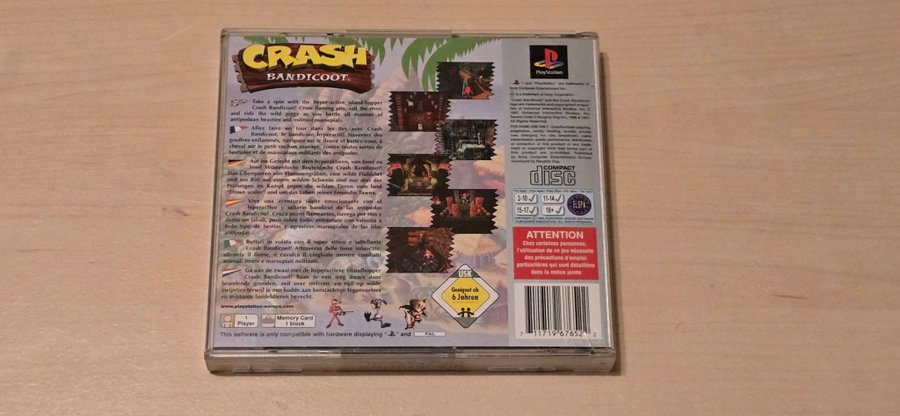 CRASH
BANDICOOT
Take a spin with the hyper-active island-hopper
Crash Bandicoot! Cross flaming pits, sail the river
and ride the wild piggy as you battle all manner of
antipodean beasties and militant marsupials.
Allez faire un tour dans les îles avec Crash
Bandicoot, le bandicoot hyperactif! Traversez des
gouffres enflammés, naviguez sur le fleuve et battez-vous, à
cheval sur le petit cochon sauvage, contre toutes sortes de
bestioles et de marsupiaux militants des antipodes.
Auf ins Gefecht mit dem hyperaktiven, von Insel zu
Insel Crash Bandicoot!
Das Überqueren von Flammengräben, eine wilde Flußfahrt
und ein Ritt auf einem wilden Schwein sind nur drei der
Prüfungen im Kampf gegen die wilden Tieren vom land
"Down under" und um das Leben seiner Freundin Tawna.
Vive una aventura súper emocionante con el
hiperactivo y saltarín bandicut de las antípodas
Crash Bandicoot! Cruza pozos flameantes, navega por ríos y
doma un jabalí, pero sobre todo, enfréntate con valentía a
todo tipo de bestias y agresivos marsupiales de las islas
antípodas.
Buttati in volata con il super attivo e saltellante
Crash Bandicoot! Attraversa delle fosse infuocate,
affronta il fiume, e cavalca il cinghiale mentre combatti
animali strani e marsupiali militanti.
Ga aan de zwaai met de hyperactieve eilandhopper
Crash Bandicoot! Baan je een weg dwars door
brandende gronden, zeil over rivieren, en rijd op wilde
zwijntjes terwijl je een kudde aan beestachtige tegenvoeters
en militante buideldieren bevecht.
www.playstation-europe.com
1
Player
Memory Card
1 block
This software is only compatible with hardware displaying "PS" and PAL
USK
Geeignet ab
6 Jahren
PlayStation
COMPACT
disc
3-10
11-14
15-17
18+
ELSPA
ATTENTION
Chez certaines personnes,
l'utilisation de ce jeu nécessite
des précautions d'emploi
particulières qui sont détaillées
dans la notice jointe.
7 11719 67652 2